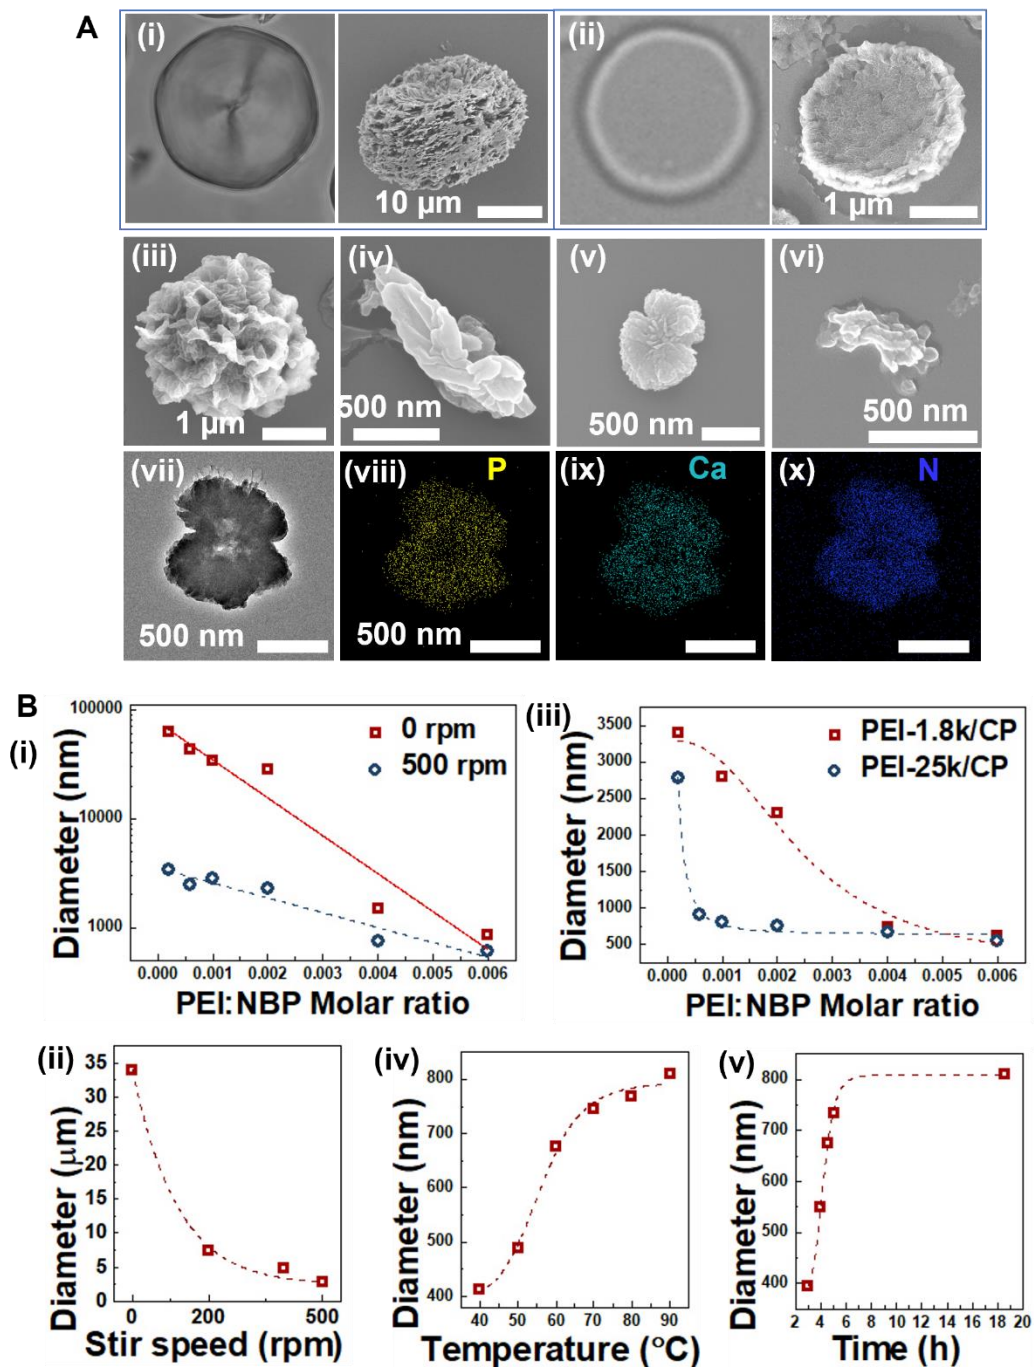 A
(i)
10 µm
(ii)
1 µm
(iii)
1 µm
(iv)
500 nm
(v)
500 nm
(vi)
500 nm
(vii)
500 nm
(viii) P
500 nm
(ix) Ca
(x) N
B
(i)
Diameter (nm)
100000
10000
1000
0 rpm
500 rpm
0.000 0.001 0.002 0.003 0.004 0.005 0.006
PEI:NBP Molar ratio
(iii)
Diameter (nm)
3500
3000
2500
2000
1500
1000
500
PEI-1.8k/CP
PEI-25k/CP
0.000 0.001 0.002 0.003 0.004 0.005 0.006
PEI:NBP Molar ratio
(ii)
Diameter (µm)
35
30
25
20
15
10
5
0
0 200 500
Stir speed (rpm)
(iv)
Diameter (nm)
800
700
600
500
400
40 50 60 70 80 90
Temperature (°C)
(v)
Diameter (nm)
800
700
600
500
400
2 4 6 8 10 12 14 16 18 20
Time (h)